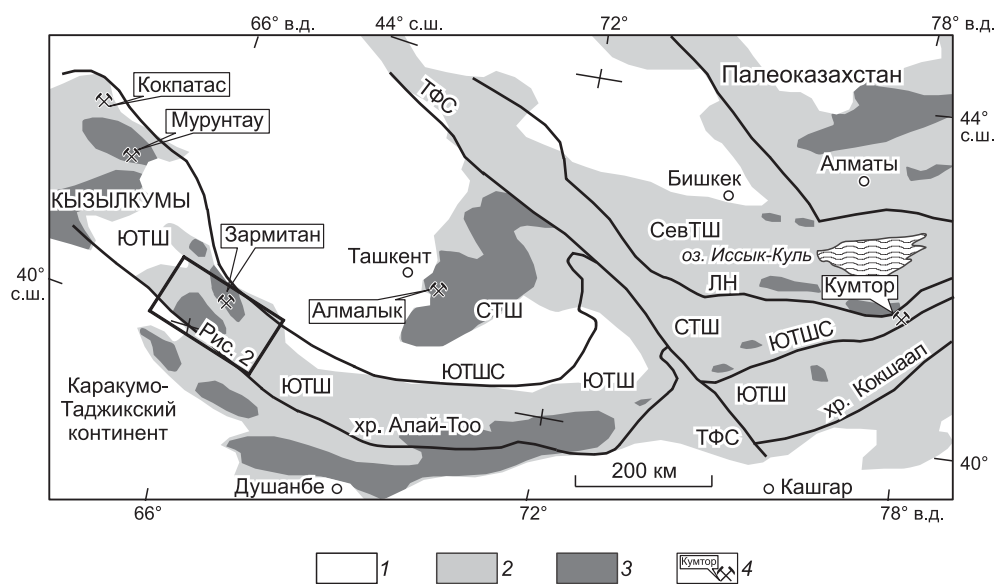 66° в.д.
44° с.ш.
72°
78° в.д.
Кокпатас
ТФС
Палеоказахстан
Мурунтау
44°
с.ш.
Алматы
Бишкек
КЫЗЫЛКУМЫ
СевТШ
ЮТШ
Зармитан
оз. Иссык-Куль
Ташкент
40°
с.ш.
ЛН
Кумтор
Алмалык
СТШ
СТШ
ЮТШС
Рис. 2
ЮТШС
ЮТШ
ЮТШ
ЮТШ
хр. Кокшаал
Каракумо-
Таджикский
континент
хр. Алай-Тоо
ТФС
40°
200 км
Душанбе
Кашгар
66°
72°
78° в.д.
1
2
3
Кумтор
4